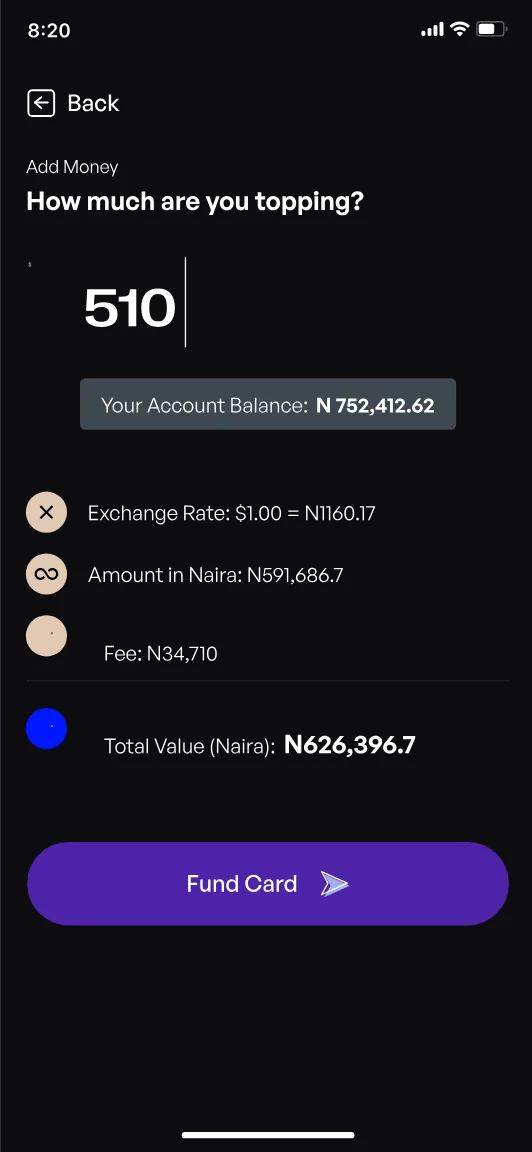 8:20
Back
Add Money
How much are you topping?
$
510
Your Account Balance: N 752,412.62
Exchange Rate: $1.00 = N1160.17
Amount in Naira: N591,686.7
Fee: N34,710
Total Value (Naira): N626,396.7
Fund Card